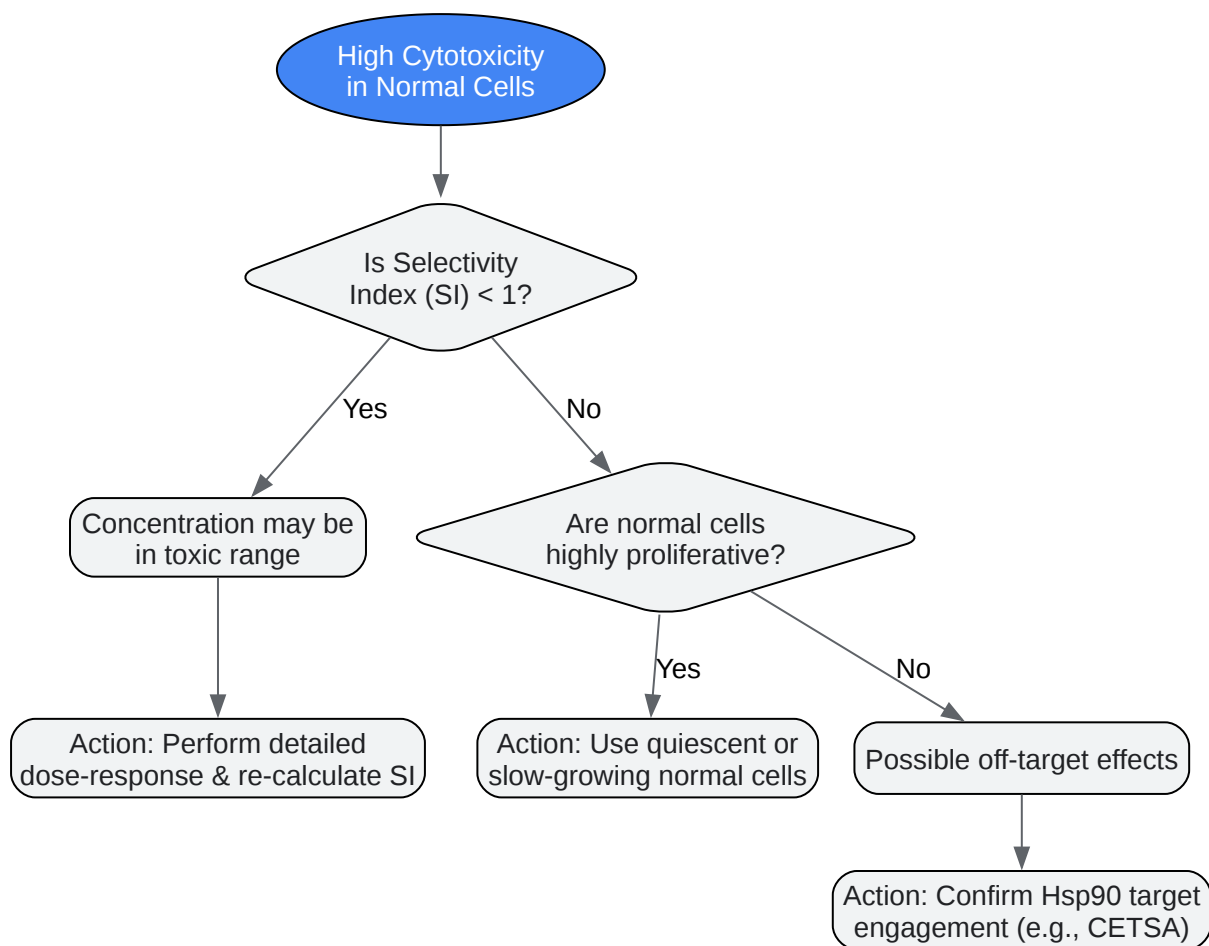 High Cytotoxicity
in Normal Cells
Is Selectivity
Index (SI) < 1?
Yes
No
Concentration may be
in toxic range
Are normal cells
highly proliferative?
Yes
No
Action: Perform detailed
dose-response & re-calculate SI
Action: Use quiescent or
slow-growing normal cells
Possible off-target effects
Action: Confirm Hsp90 target
engagement (e.g., CETSA)